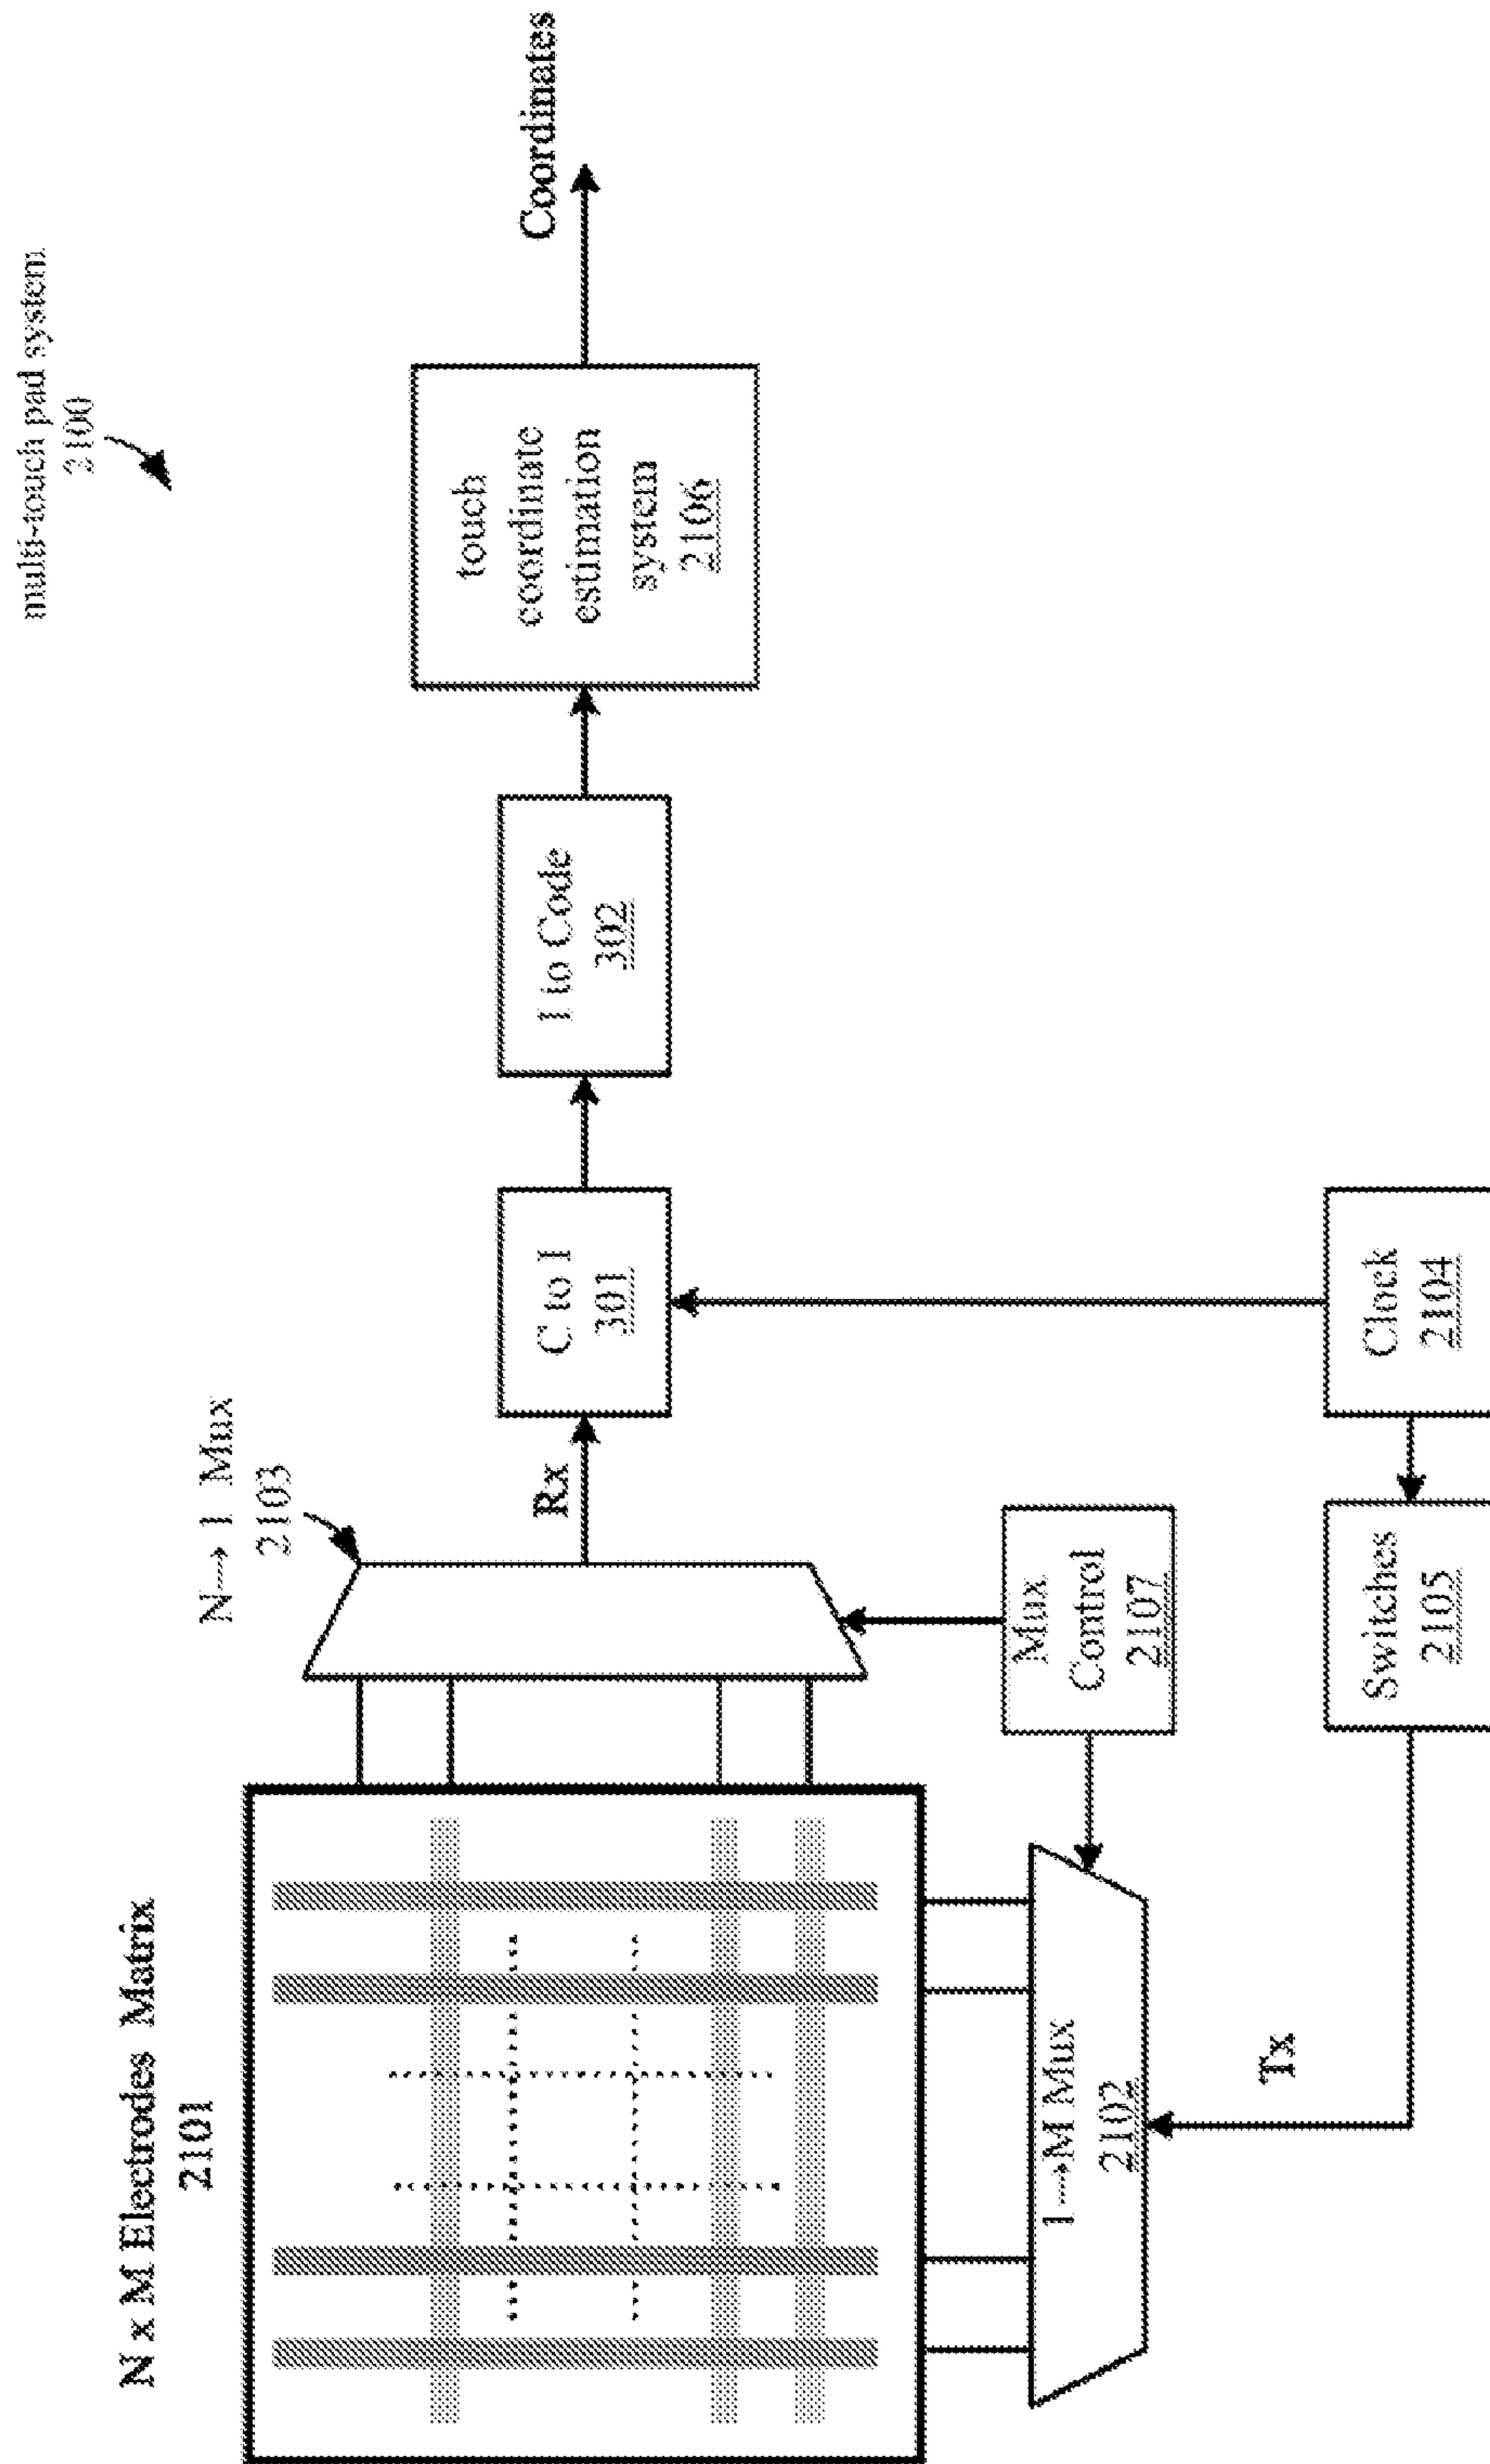 multi-touch pad system
2100
N x M Electrodes Matrix
2101
N→ 1 Mux
2103
Rx
C to I
301
I to Code
302
touch
coordinate
estimation
system
2106
Coordinates
1→M Mux
2102
Mux
Control
2107
Tx
Switches
2105
Clock
2104